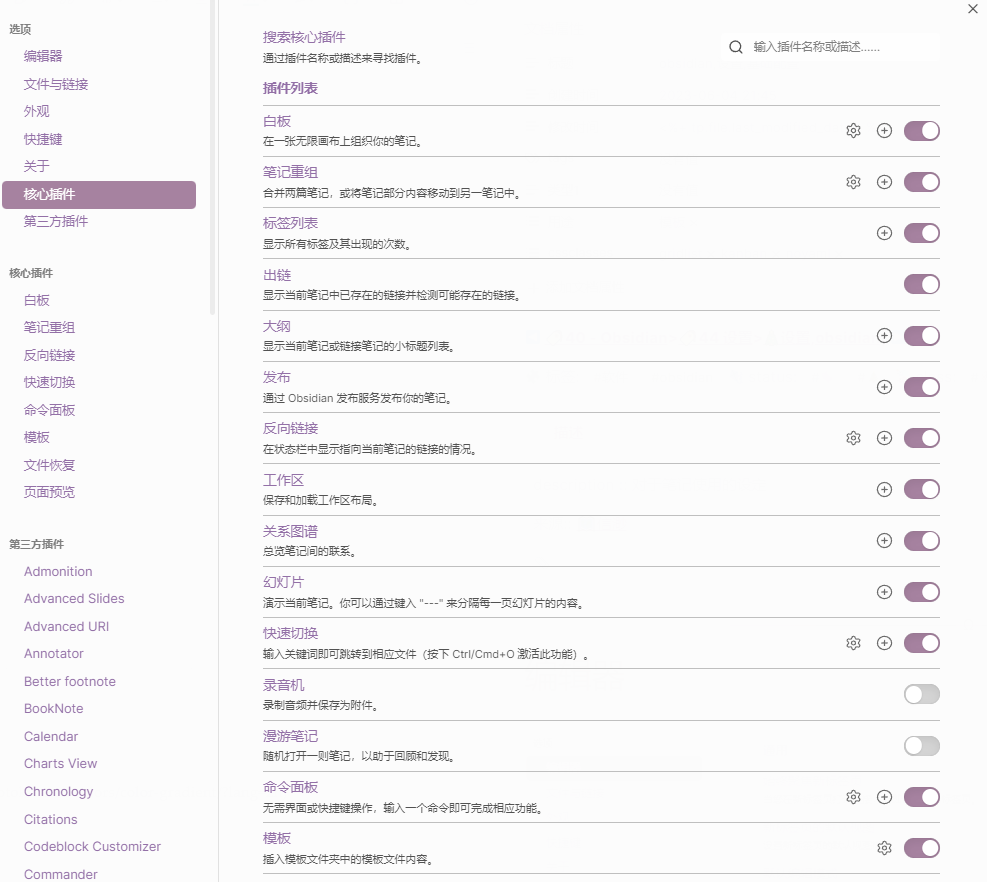 选项
编辑器
文件与链接
外观
快捷键
关于
核心插件
第三方插件
核心插件
白板
笔记重组
反向链接
快速切换
命令面板
模板
文件恢复
页面预览
第三方插件
Admonition
Advanced Slides
Advanced URI
Annotator
Better footnote
BookNote
Calendar
Charts View
Chronology
Citations
Codeblock Customizer
Commander
搜索核心插件
通过插件名称或描述来寻找插件。
输入插件名称或描述......
插件列表
白板
在一张无限画布上组织你的笔记。
笔记重组
合并两篇笔记，或将笔记部分内容移动到另一笔记中。
标签列表
显示所有标签及其出现的次数。
出链
显示当前笔记中已存在的链接并检测可能存在的链接。
大纲
显示当前笔记或链接笔记的小标题列表。
发布
通过 Obsidian 发布服务发布你的笔记。
反向链接
在状态栏中显示指向当前笔记的链接的情况。
工作区
保存和加载工作区布局。
关系图谱
总览笔记间的联系。
幻灯片
演示当前笔记。你可以通过键入 "---" 来分隔每一页幻灯片的内容。
快速切换
输入关键词即可跳转到相应文件（按下 Ctrl/Cmd+O 激活此功能）。
录音机
录制音频并保存为附件。
漫游笔记
随机打开一则笔记，以助于回顾和发现。
命令面板
无需界面或快捷键操作，输入一个命令即可完成相应功能。
模板
插入模板文件夹中的模板文件内容。